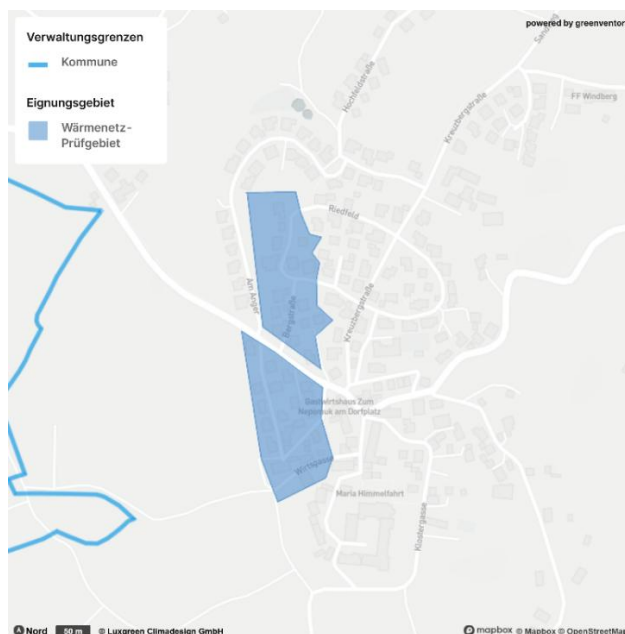 Verwaltungsgrenzen
Kommune
Eignungsgebiet
Wärmenetz-
Prüfgebiet
powered by greenventory
Sandweg
FF Windberg
Hochfeldstraße
Kreuzbergstraße
Riedfeld
Am Anger
Bergstraße
Kreuzbergstraße
Gastwirtshaus Zum
Nepomuk am Dorfplatz
Wirtsgasse
Maria Himmelfahrt
Klostergasse
Nord
50 m
© Luxgreen Climadesign GmbH
mapbox
© Mapbox © OpenStreetMap